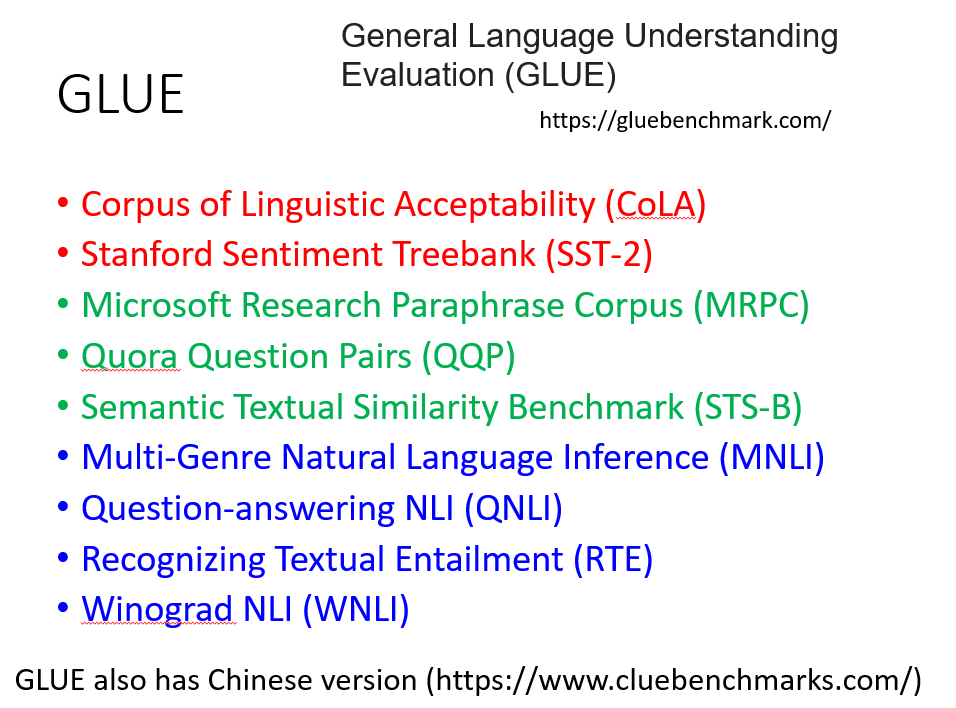 GLUE
General Language Understanding
Evaluation (GLUE)
https://gluebenchmark.com/
• Corpus of Linguistic Acceptability (CoLA)
• Stanford Sentiment Treebank (SST-2)
• Microsoft Research Paraphrase Corpus (MRPC)
• Quora Question Pairs (QQP)
• Semantic Textual Similarity Benchmark (STS-B)
• Multi-Genre Natural Language Inference (MNLI)
• Question-answering NLI (QNLI)
• Recognizing Textual Entailment (RTE)
• Winograd NLI (WNLI)
GLUE also has Chinese version (https://www.cluebenchmarks.com/)